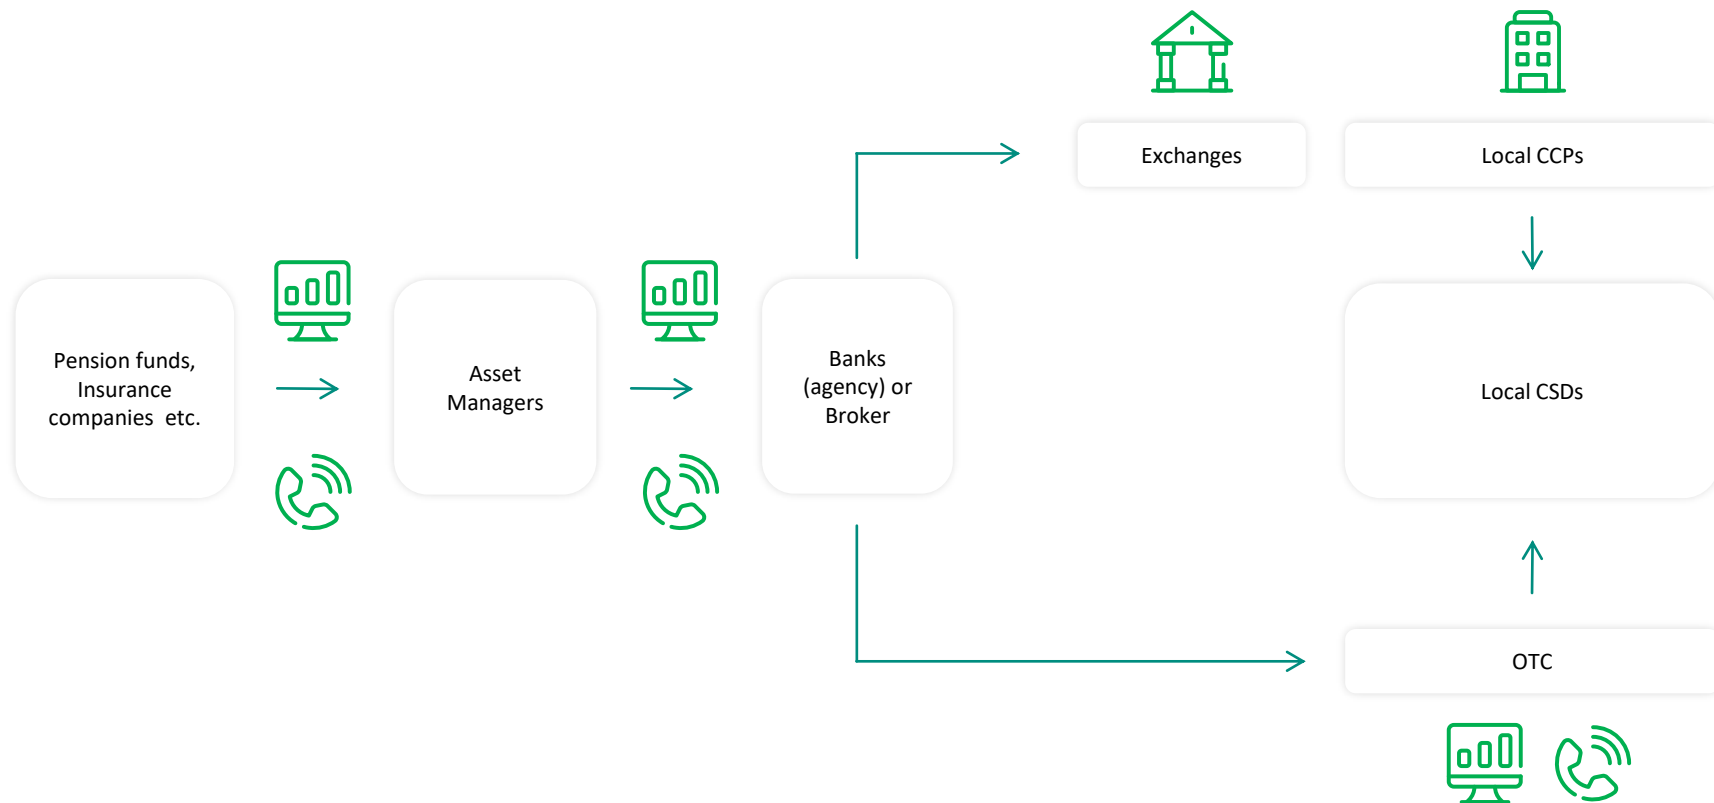 Exchanges
Local CCPs
Pension funds,
Insurance
companies  etc.
Asset
Managers
Banks
(agency) or
Broker
Local CSDs
OTC